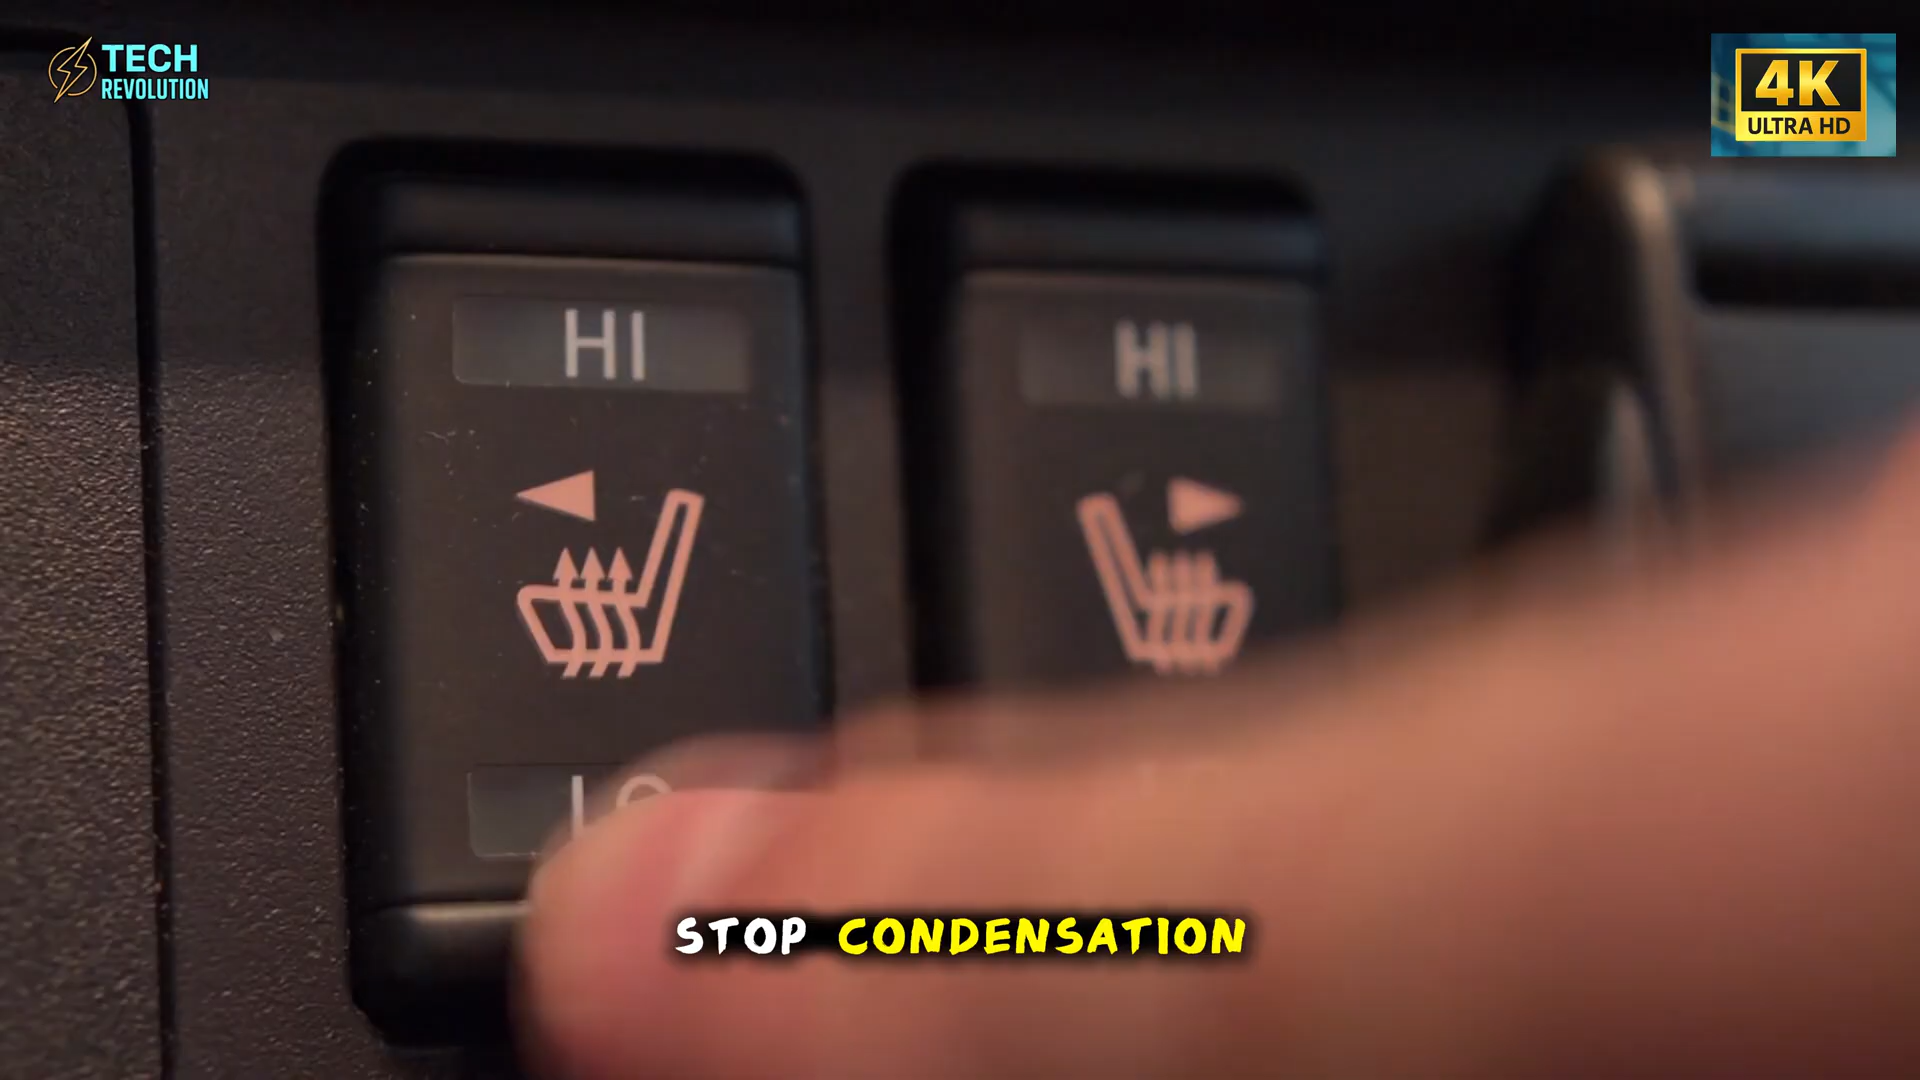 TECH
REVOLUTION
4K
ULTRA HD
HI
HI
STOP CONDENSATION